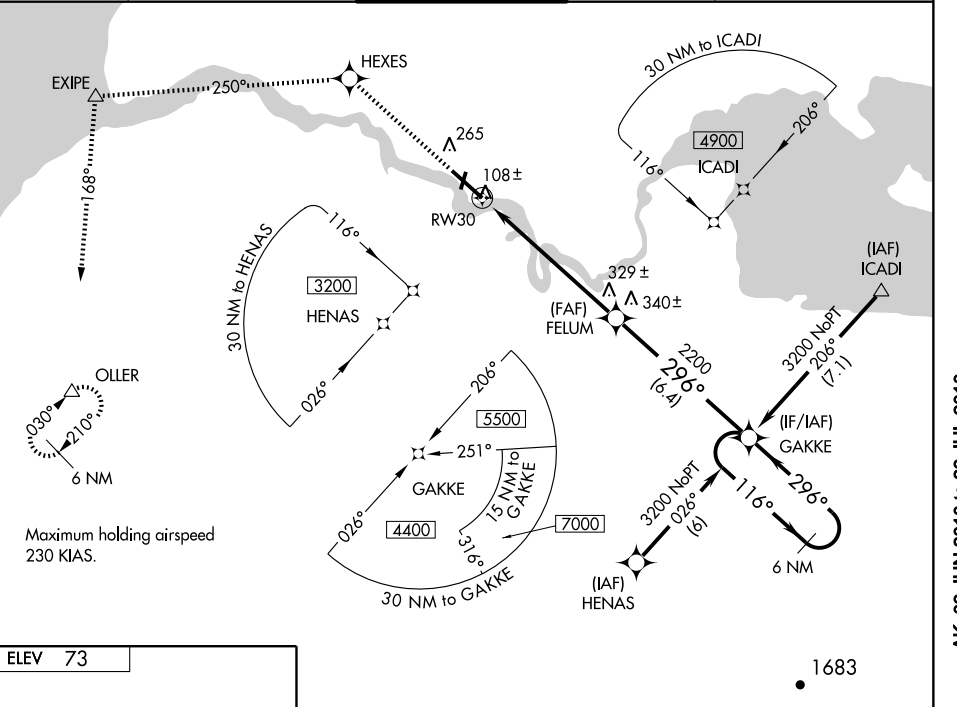 HEXES
EXIPE
250°
168°
30 NM to ICADI
206°
4900
ICADI
116°
265
108±
RW30
30 NM to HENAS
116°
3200
HENAS
026°
329±
340±
(FAF)
FELUM
(IAF)
ICADI
3200 NoPT
206°
(7.1)
2200
296°
(6.4)
(IF/IAF)
GAKKE
296°
116°
6 NM
3200 NoPT
026°
(6)
(IAF)
HENAS
OLLER
030°
210°
6 NM
206°
5500
251°
GAKKE
15 NM to
GAKKE
026°
4400
316°
7000
30 NM to GAKKE
Maximum holding airspeed
230 KIAS.
ELEV 73
1683